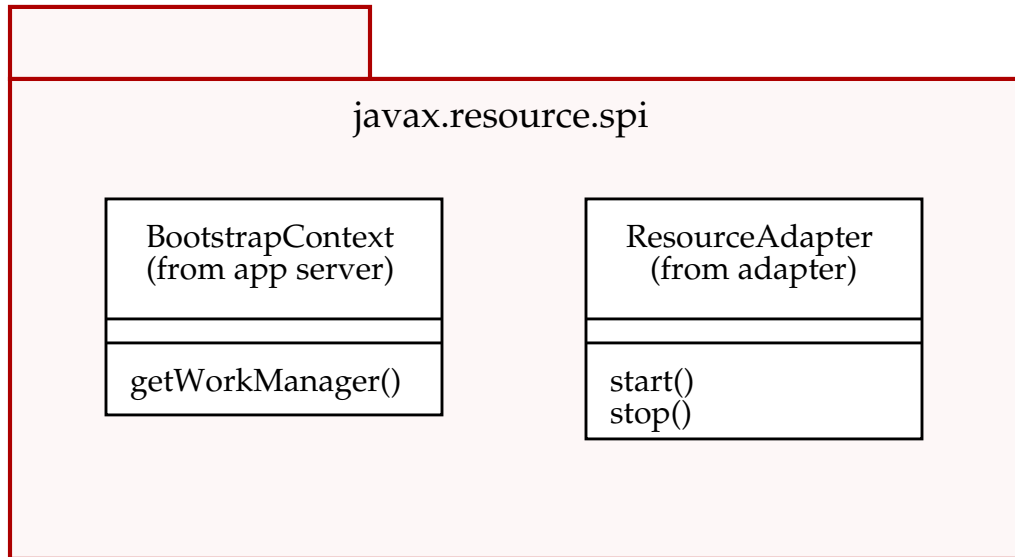 javax.resource.spi
BootstrapContext
(from app server)
getWorkManager()
ResourceAdapter
(from adapter)
start()
stop()